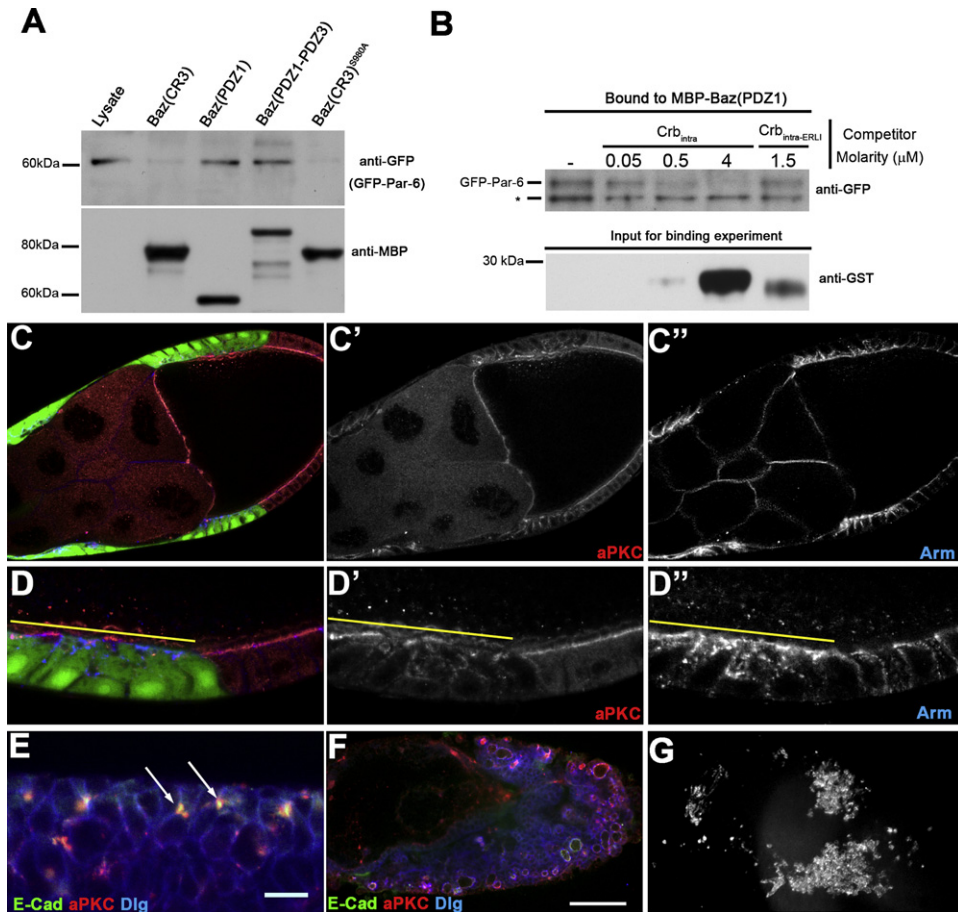 A
Lysate
Baz(CR3)
Baz(PDZ1)
Baz(PDZ1-PDZ3)
Baz(CR3)S980A
60kDa
anti-GFP
(GFP-Par-6)
80kDa
anti-MBP
60kDa
B
Bound to MBP-Baz(PDZ1)
Crbintra
Crbintra-ERLI
Competitor
- 0.05 0.5 4 1.5
Molarity (μM)
GFP-Par-6
*
anti-GFP
Input for binding experiment
30 kDa
anti-GST
C
C'
aPKC
C''
Arm
D
D'
aPKC
D''
Arm
E
E-Cad aPKC Dlg
F
E-Cad aPKC Dlg
G